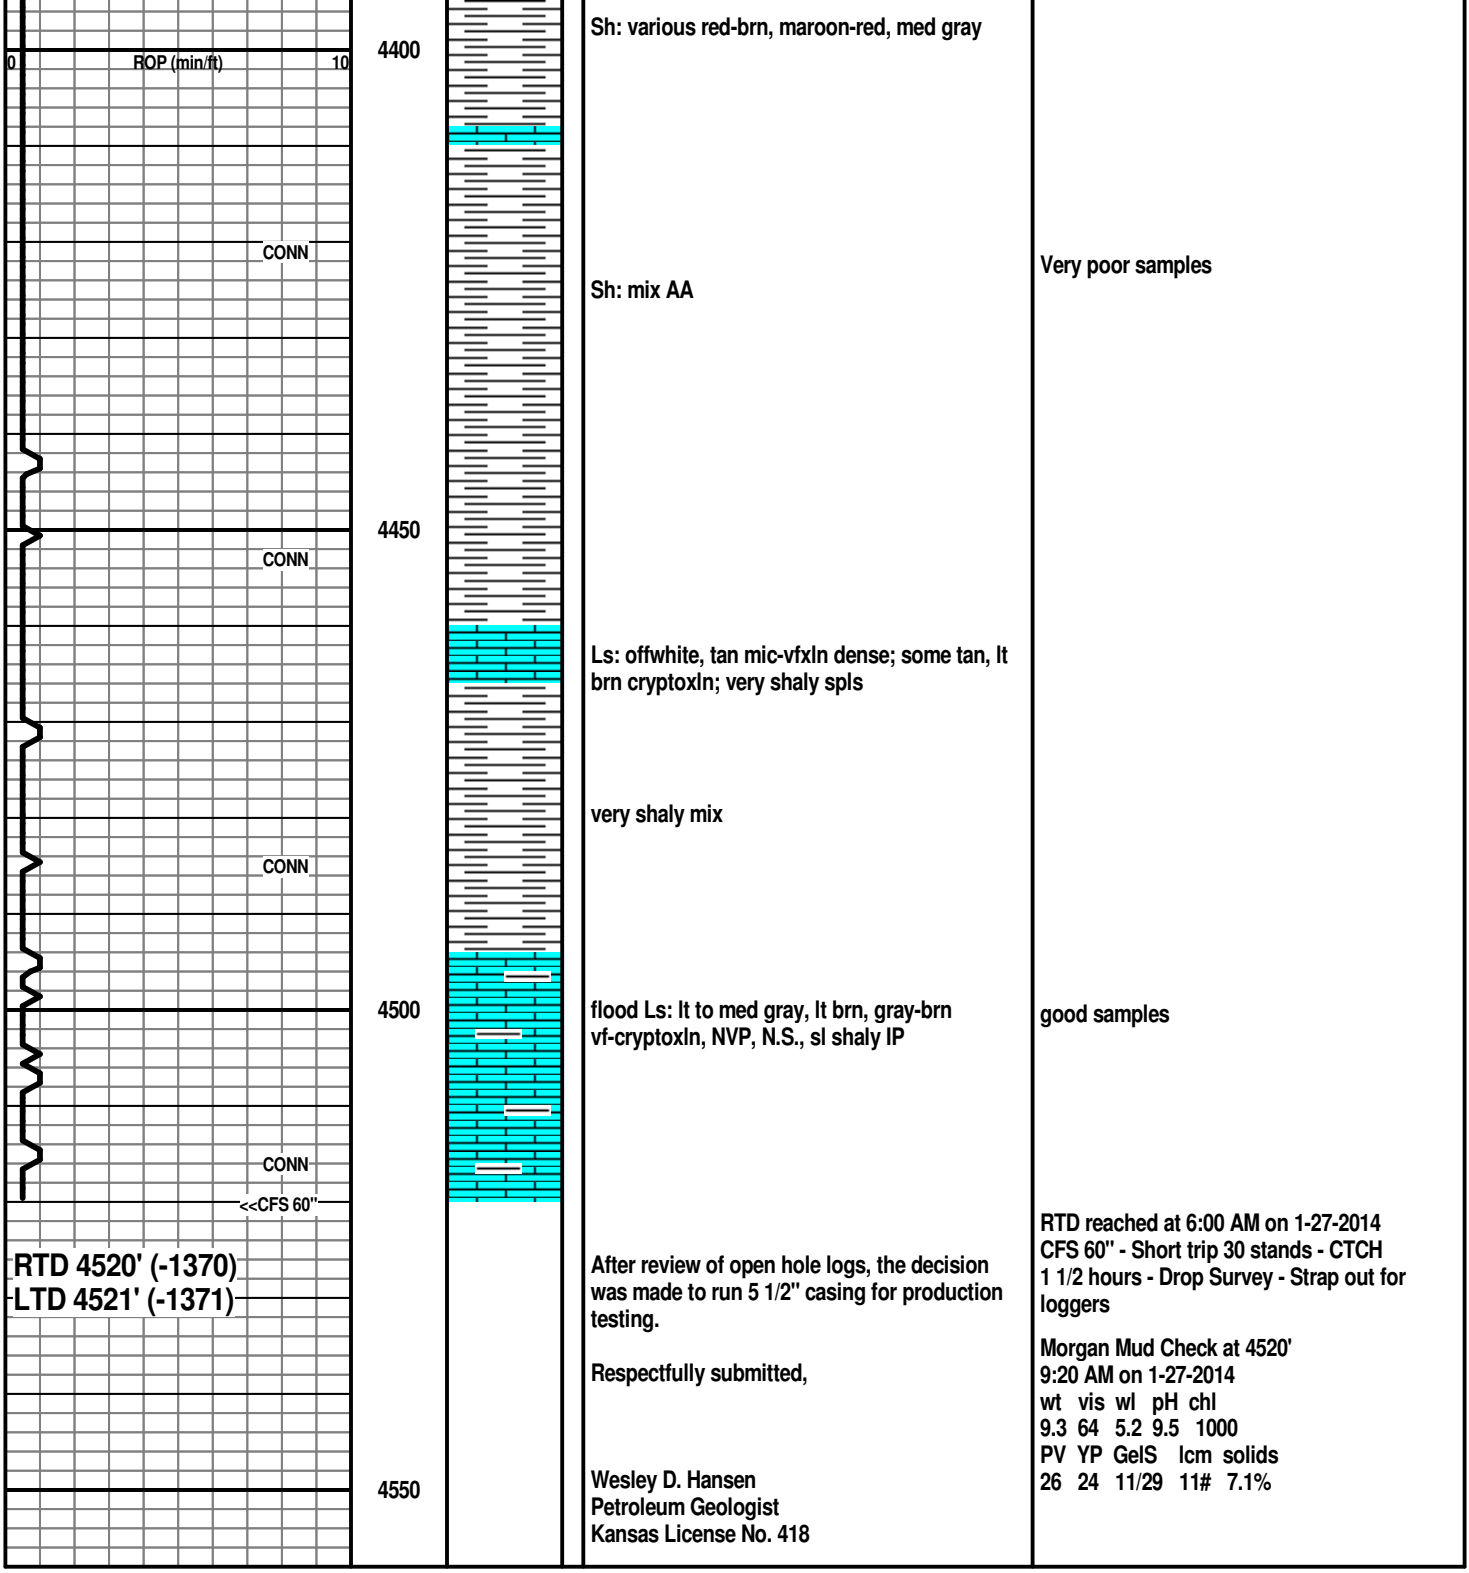 Sh: various red-brn, maroon-red, med gray
4400
0 ROP (min/ft) 10
CONN
Very poor samples
Sh: mix AA
4450
CONN
Ls: offwhite, tan mic-vfxln dense; some tan, lt
brn cryptoxln; very shaly spls
very shaly mix
CONN
4500
flood Ls: lt to med gray, lt brn, gray-brn
vf-cryptoxln, NVP, N.S., sl shaly IP
good samples
CONN
<<CFS 60"
RTD 4520' (-1370)
LTD 4521' (-1371)
After review of open hole logs, the decision
was made to run 5 1/2" casing for production
testing.
Respectfully submitted,
Wesley D. Hansen
Petroleum Geologist
Kansas License No. 418
4550
RTD reached at 6:00 AM on 1-27-2014
CFS 60" - Short trip 30 stands - CTCH
1 1/2 hours - Drop Survey - Strap out for
loggers
Morgan Mud Check at 4520'
9:20 AM on 1-27-2014
wt vis wl pH chl
9.3 64 5.2 9.5 1000
PV YP GelS lcm solids
26 24 11/29 11# 7.1%